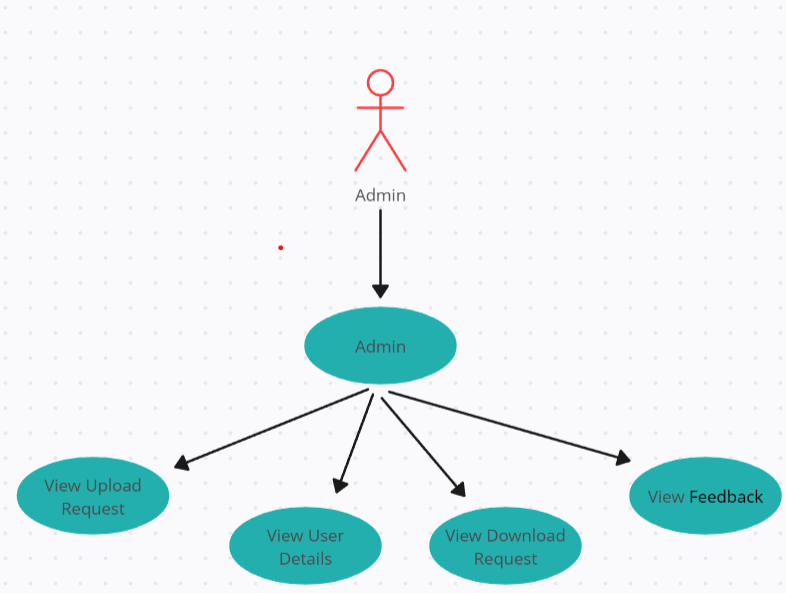 Admin
Admin
View Upload
Request
View User
Details
View Download
Request
View Feedback